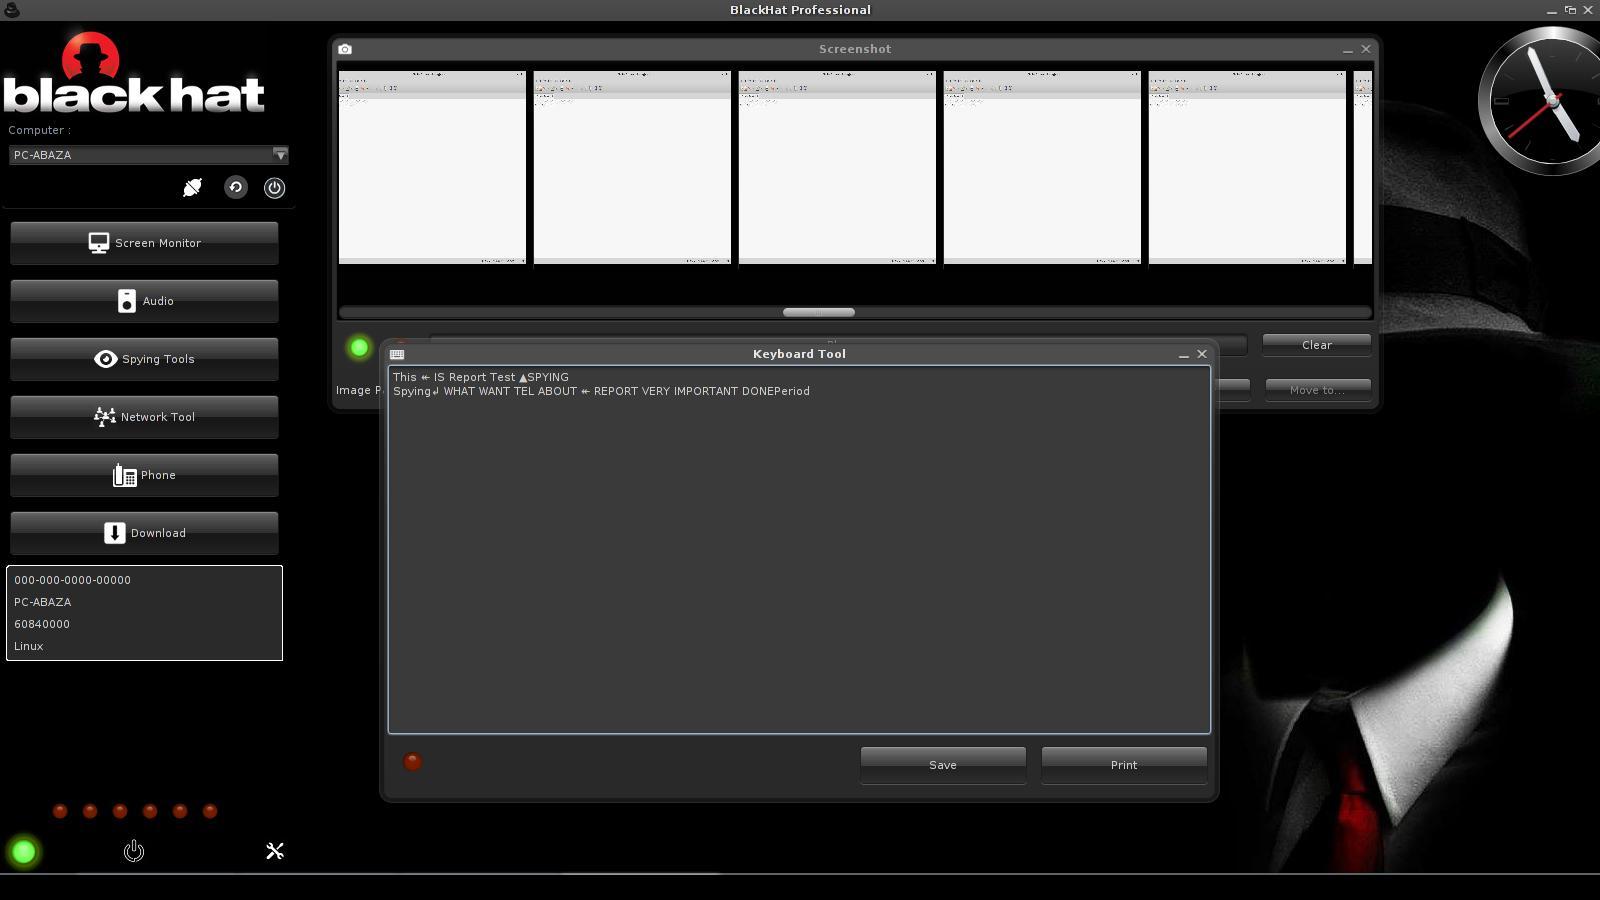 BlackHat Professional
black hat
Computer :
PC-ABAZA
Screen Monitor
Audio
Spying Tools
Network Tool
Phone
Download
000-000-0000-00000
PC-ABAZA
60840000
Linux
Screenshot
Clear
Image P
Move to...
Keyboard Tool
This ↞ IS Report Test ▲SPYING
Spying↲ WHAT WANT TEL ABOUT ↞ REPORT VERY IMPORTANT DONEPeriod
Save
Print